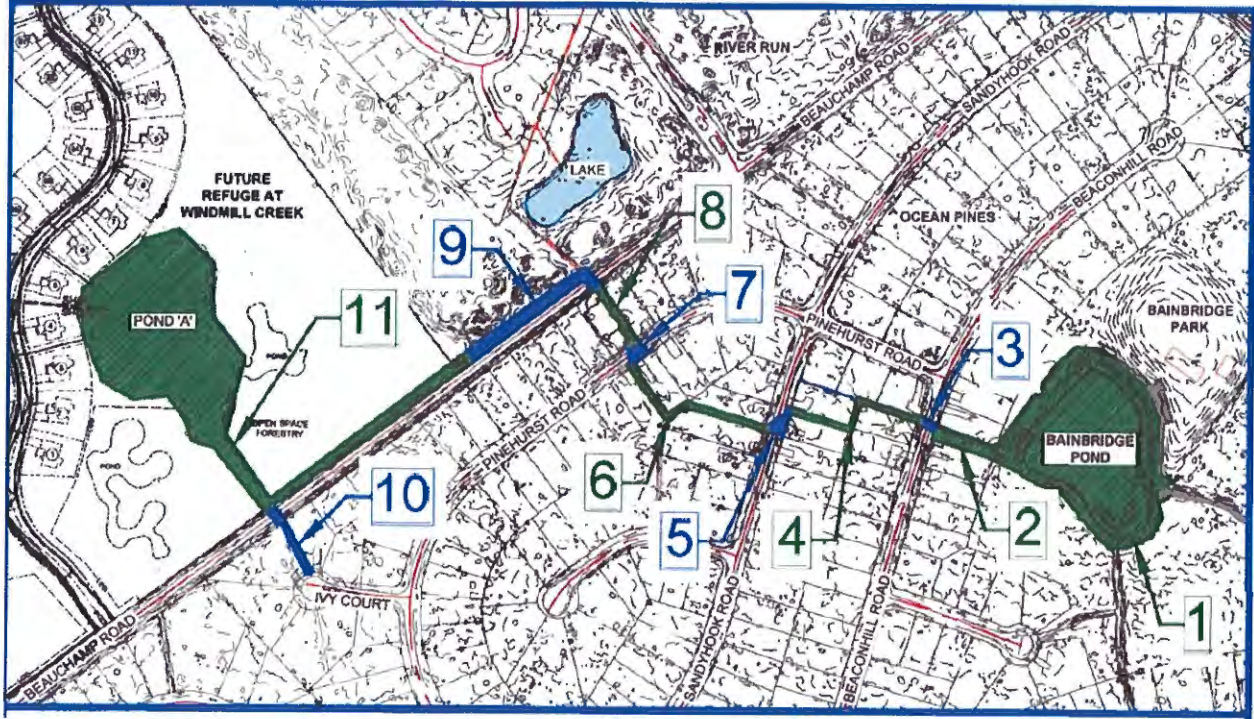 RIVER RUN
BEAUCHAMP ROAD
SANDYHOOK ROAD
BEACONHILL ROAD
LAKE
FUTURE
REFUGE AT
WINDMILL CREEK
8
OCEAN PINES
9
7
BAINBRIDGE
PARK
POND 'A'
11
PINEHURST ROAD
3
POND
OPEN SPACE
FORESTRY
PINEHURST ROAD
BAINBRIDGE
POND
POND
10
6
5
4
2
1
IVY COURT
BEAUCHAMP ROAD
SANDYHOOK ROAD
BEACONHILL ROAD